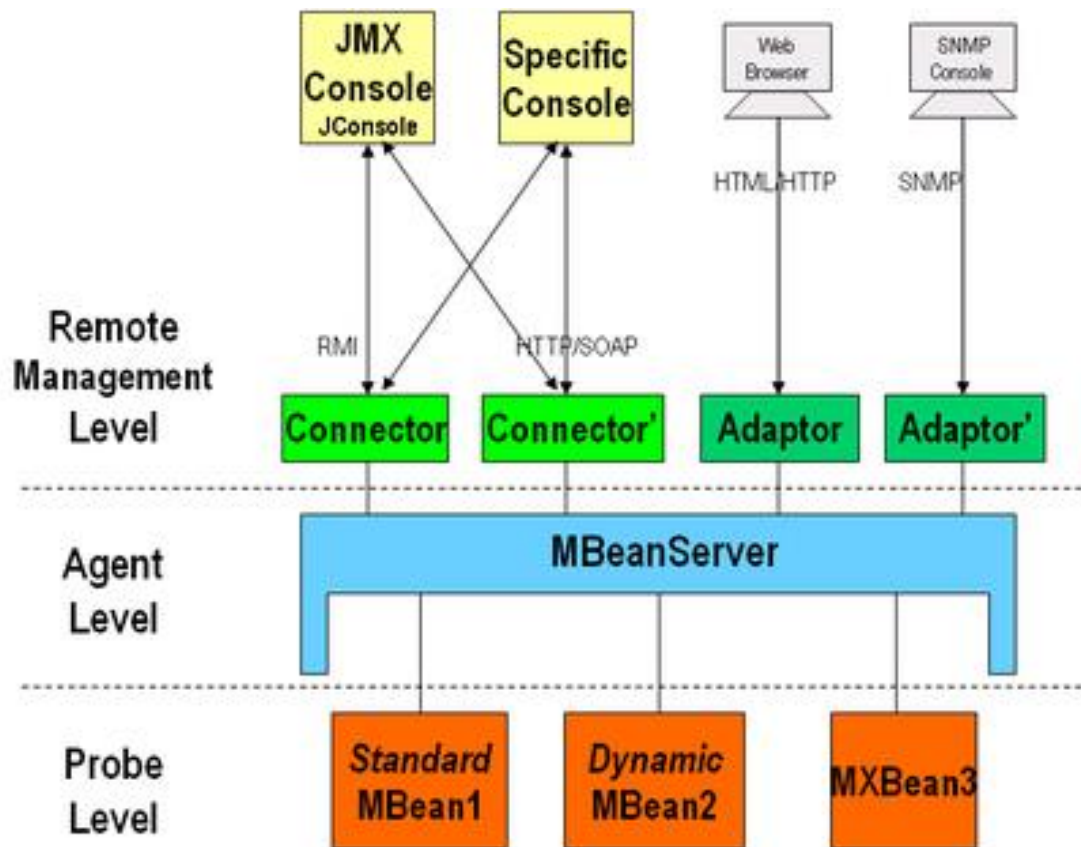 JMX
Console
JConsole
Specific
Console
Web
Browser
SNMP
Console
HTML/HTTP
SNMP
RMI
HTTP/SOAP
Remote
Management
Level
Connector
Connector'
Adaptor
Adaptor'
Agent
Level
MBeanServer
Probe
Level
Standard
MBean1
Dynamic
MBean2
MXBean3